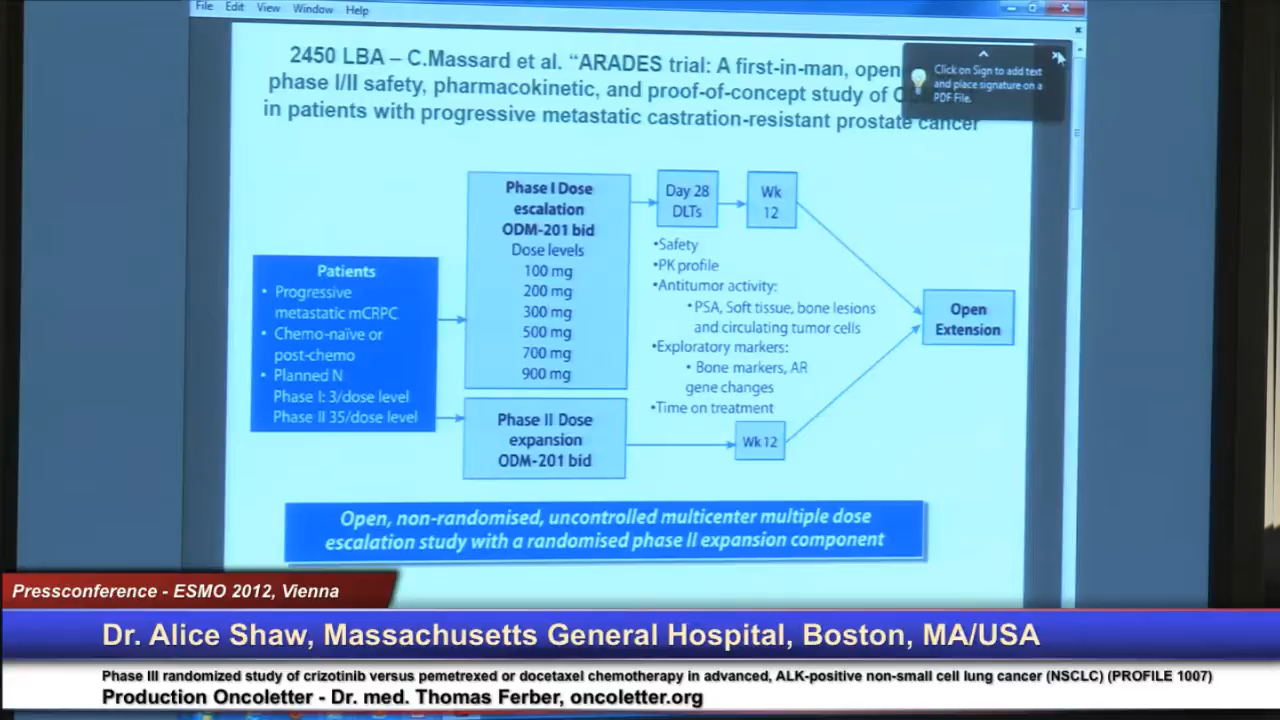 File Edit View Window Help
2450 LBA – C.Massard et al. “ARADES trial: A first-in-man, open
phase I/II safety, pharmacokinetic, and proof-of-concept study of
in patients with progressive metastatic castration-resistant prostate cancer
Click on Sign to add text
and place signature on a
PDF File.
Patients
• Progressive
metastatic mCRPC
• Chemo-naïve or
post-chemo
• Planned N
Phase I: 3/dose level
Phase II 35/dose level
Phase I Dose
escalation
ODM-201 bid
Dose levels
100 mg
200 mg
300 mg
500 mg
700 mg
900 mg
Phase II Dose
expansion
ODM-201 bid
Day 28
DLTs
Wk
12
•Safety
•PK profile
•Antitumor activity:
•PSA, Soft tissue, bone lesions
and circulating tumor cells
•Exploratory markers:
• Bone markers, AR
gene changes
•Time on treatment
Wk 12
Open
Extension
Open, non-randomised, uncontrolled multicenter multiple dose
escalation study with a randomised phase II expansion component
Pressconference - ESMO 2012, Vienna
Dr. Alice Shaw, Massachusetts General Hospital, Boston, MA/USA
Phase III randomized study of crizotinib versus pemetrexed or docetaxel chemotherapy in advanced, ALK-positive non-small cell lung cancer (NSCLC) (PROFILE 1007)
Production Oncoletter - Dr. med. Thomas Ferber, oncoletter.org